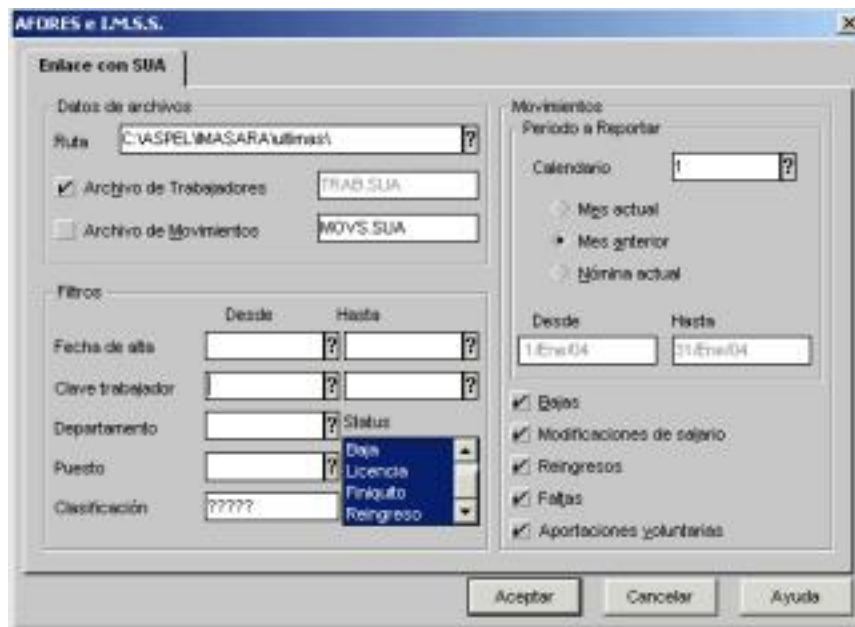 AFORES e I.M.S.S.
Enlace con SUA
Datos de archivos
Ruta C:\ASPEL\IMASARA\ultimas\ ?
Archivo de Trabajadores TRAB.SUA
Archivo de Movimientos MOVS.SUA
Filtros
Desde Hasta
Fecha de alta ? ?
Clave trabajador ? ?
Departamento ? Status
Puesto ?
Clasificación ?????
Baja
Licencia
Finiquito
Reingreso
Movimientos
Periodo a Reportar
Calendario 1 ?
Mes actual
Mes anterior
Nómina actual
Desde Hasta
1/Ene/04 31/Ene/04
Bajas
Modificaciones de salario
Reingresos
Faltas
Aportaciones voluntarias
Aceptar Cancelar Ayuda